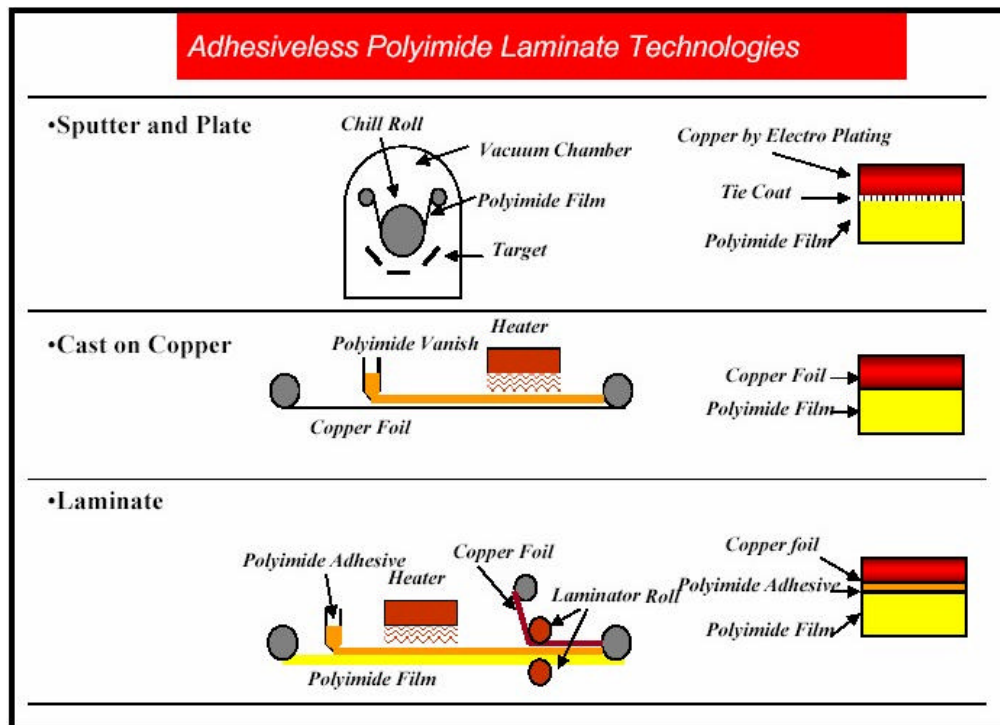 Adhesiveless Polyimide Laminate Technologies
•Sputter and Plate
Chill Roll
Vacuum Chamber
Polyimide Film
Target
Copper by Electro Plating
Tie Coat
Polyimide Film
•Cast on Copper
Polyimide Vanish
Heater
Copper Foil
Copper Foil
Polyimide Film
•Laminate
Polyimide Adhesive
Heater
Copper Foil
Laminator Roll
Polyimide Film
Copper foil
Polyimide Adhesive
Polyimide Film